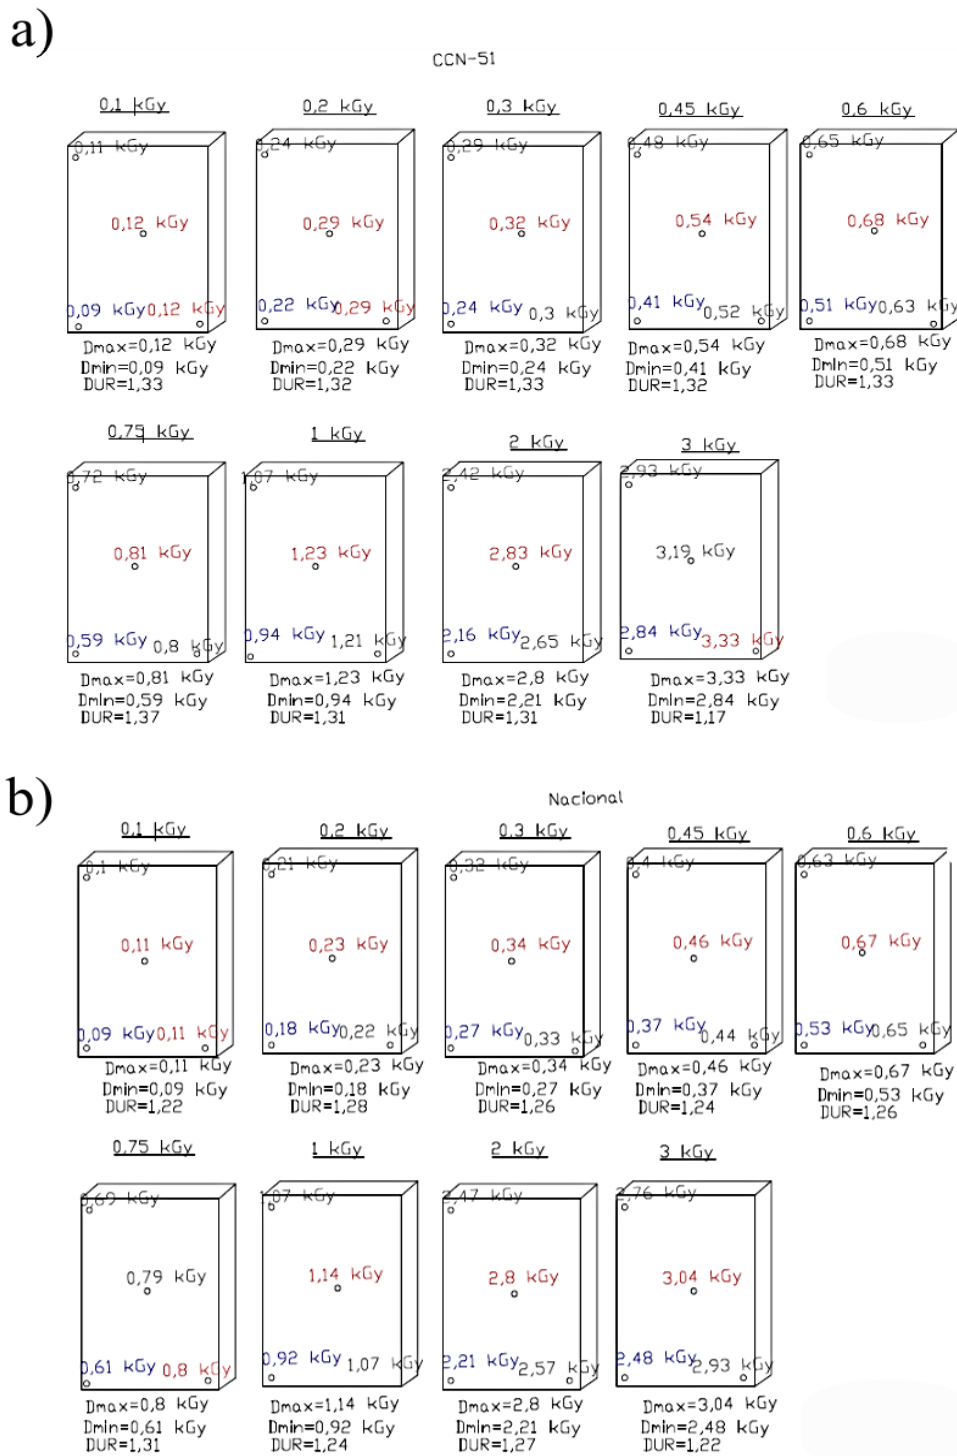 a)
CCN-51
0,1 kGy
0,2 kGy
0,3 kGy
0,45 kGy
0,6 kGy
0,11 kGy
0,24 kGy
0,29 kGy
0,48 kGy
0,65 kGy
0,12 kGy
0,29 kGy
0,32 kGy
0,54 kGy
0,68 kGy
0,09 kGy 0,12 kGy
0,22 kGy 0,29 kGy
0,24 kGy 0,3 kGy
0,41 kGy 0,52 kGy
0,51 kGy 0,63 kGy
Dmax=0,12 kGy
Dmin=0,09 kGy
DUR=1,33
Dmax=0,29 kGy
Dmin=0,22 kGy
DUR=1,32
Dmax=0,32 kGy
Dmin=0,24 kGy
DUR=1,33
Dmax=0,54 kGy
Dmin=0,41 kGy
DUR=1,32
Dmax=0,68 kGy
Dmin=0,51 kGy
DUR=1,33
0,75 kGy
1 kGy
2 kGy
3 kGy
0,72 kGy
1,07 kGy
2,42 kGy
2,93 kGy
0,81 kGy
1,23 kGy
2,83 kGy
3,19 kGy
0,59 kGy 0,8 kGy
0,94 kGy 1,21 kGy
2,16 kGy 2,65 kGy
2,84 kGy 3,33 kGy
Dmax=0,81 kGy
Dmin=0,59 kGy
DUR=1,37
Dmax=1,23 kGy
Dmin=0,94 kGy
DUR=1,31
Dmax=2,8 kGy
Dmin=2,21 kGy
DUR=1,31
Dmax=3,33 kGy
Dmin=2,84 kGy
DUR=1,17
b)
Nacional
0,1 kGy
0,2 kGy
0,3 kGy
0,45 kGy
0,6 kGy
0,1 kGy
0,21 kGy
0,32 kGy
0,4 kGy
0,63 kGy
0,11 kGy
0,23 kGy
0,34 kGy
0,46 kGy
0,67 kGy
0,09 kGy 0,11 kGy
0,18 kGy 0,22 kGy
0,27 kGy 0,33 kGy
0,37 kGy 0,44 kGy
0,53 kGy 0,65 kGy
Dmax=0,11 kGy
Dmin=0,09 kGy
DUR=1,22
Dmax=0,23 kGy
Dmin=0,18 kGy
DUR=1,28
Dmax=0,34 kGy
Dmin=0,27 kGy
DUR=1,26
Dmax=0,46 kGy
Dmin=0,37 kGy
DUR=1,24
Dmax=0,67 kGy
Dmin=0,53 kGy
DUR=1,26
0,75 kGy
1 kGy
2 kGy
3 kGy
0,69 kGy
1,07 kGy
2,47 kGy
2,76 kGy
0,79 kGy
1,14 kGy
2,8 kGy
3,04 kGy
0,61 kGy 0,8 kGy
0,92 kGy 1,07 kGy
2,21 kGy 2,57 kGy
2,48 kGy 2,93 kGy
Dmax=0,8 kGy
Dmin=0,61 kGy
DUR=1,31
Dmax=1,14 kGy
Dmin=0,92 kGy
DUR=1,24
Dmax=2,8 kGy
Dmin=2,21 kGy
DUR=1,27
Dmax=3,04 kGy
Dmin=2,48 kGy
DUR=1,22